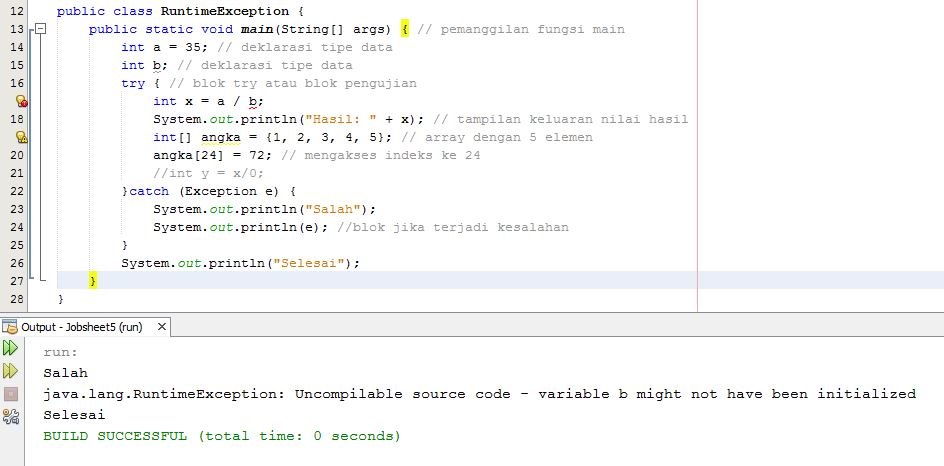 12 public class RuntimeException {
13 public static void main(String[] args) { // pemanggilan fungsi main
14 int a = 35; // deklarasi tipe data
15 int b; // deklarasi tipe data
16 try { // blok try atau blok pengujian
int x = a / b;
18 System.out.println("Hasil: " + x); // tampilan keluaran nilai hasil
int[] angka = {1, 2, 3, 4, 5}; // array dengan 5 elemen
20 angka[24] = 72; // mengakses indeks ke 24
21 //int y = x/0;
22 }catch (Exception e) {
23 System.out.println("Salah");
24 System.out.println(e); //blok jika terjadi kesalahan
25 }
26 System.out.println("Selesai");
27 }
28 }
Output - Jobsheet5 (run)
run:
Salah
java.lang.RuntimeException: Uncompilable source code - variable b might not have been initialized
Selesai
BUILD SUCCESSFUL (total time: 0 seconds)